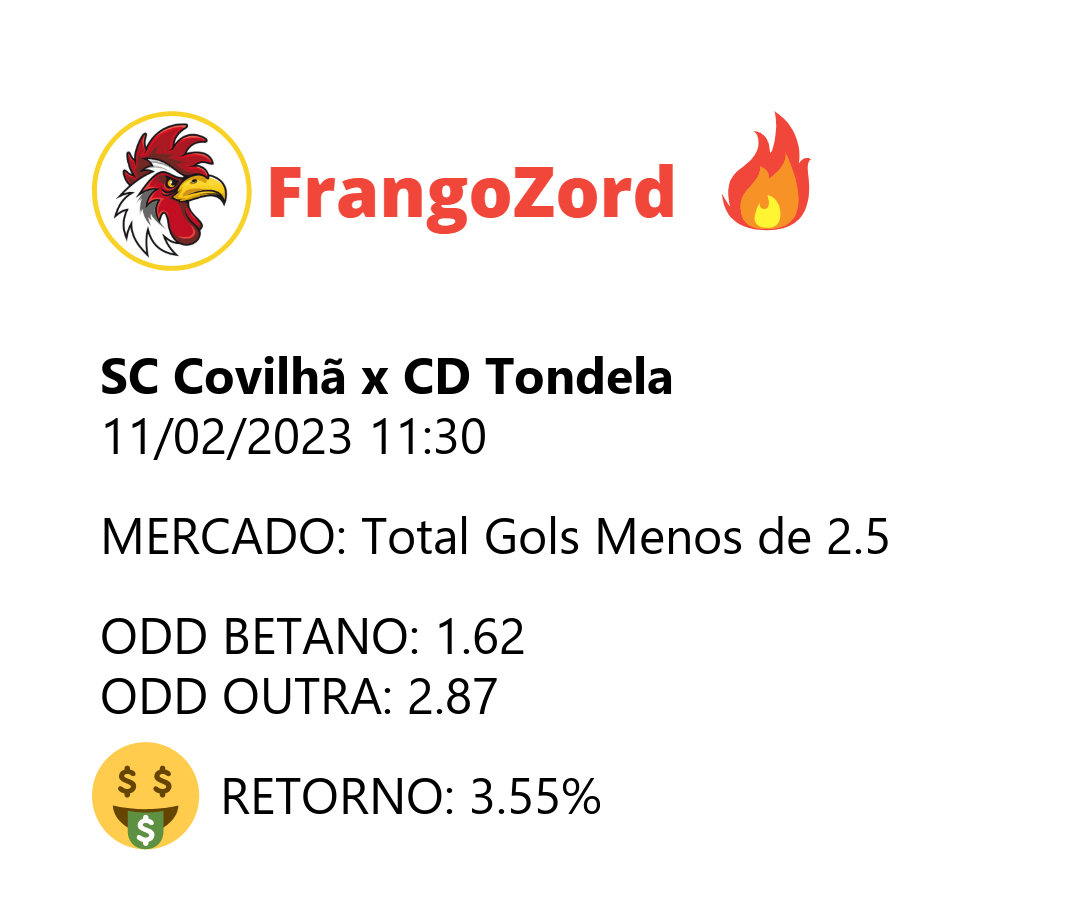 FrangoZord
SC Covilhã x CD Tondela
11/02/2023 11:30
MERCADO: Total Gols Menos de 2.5
ODD BETANO: 1.62
ODD OUTRA: 2.87
RETORNO: 3.55%